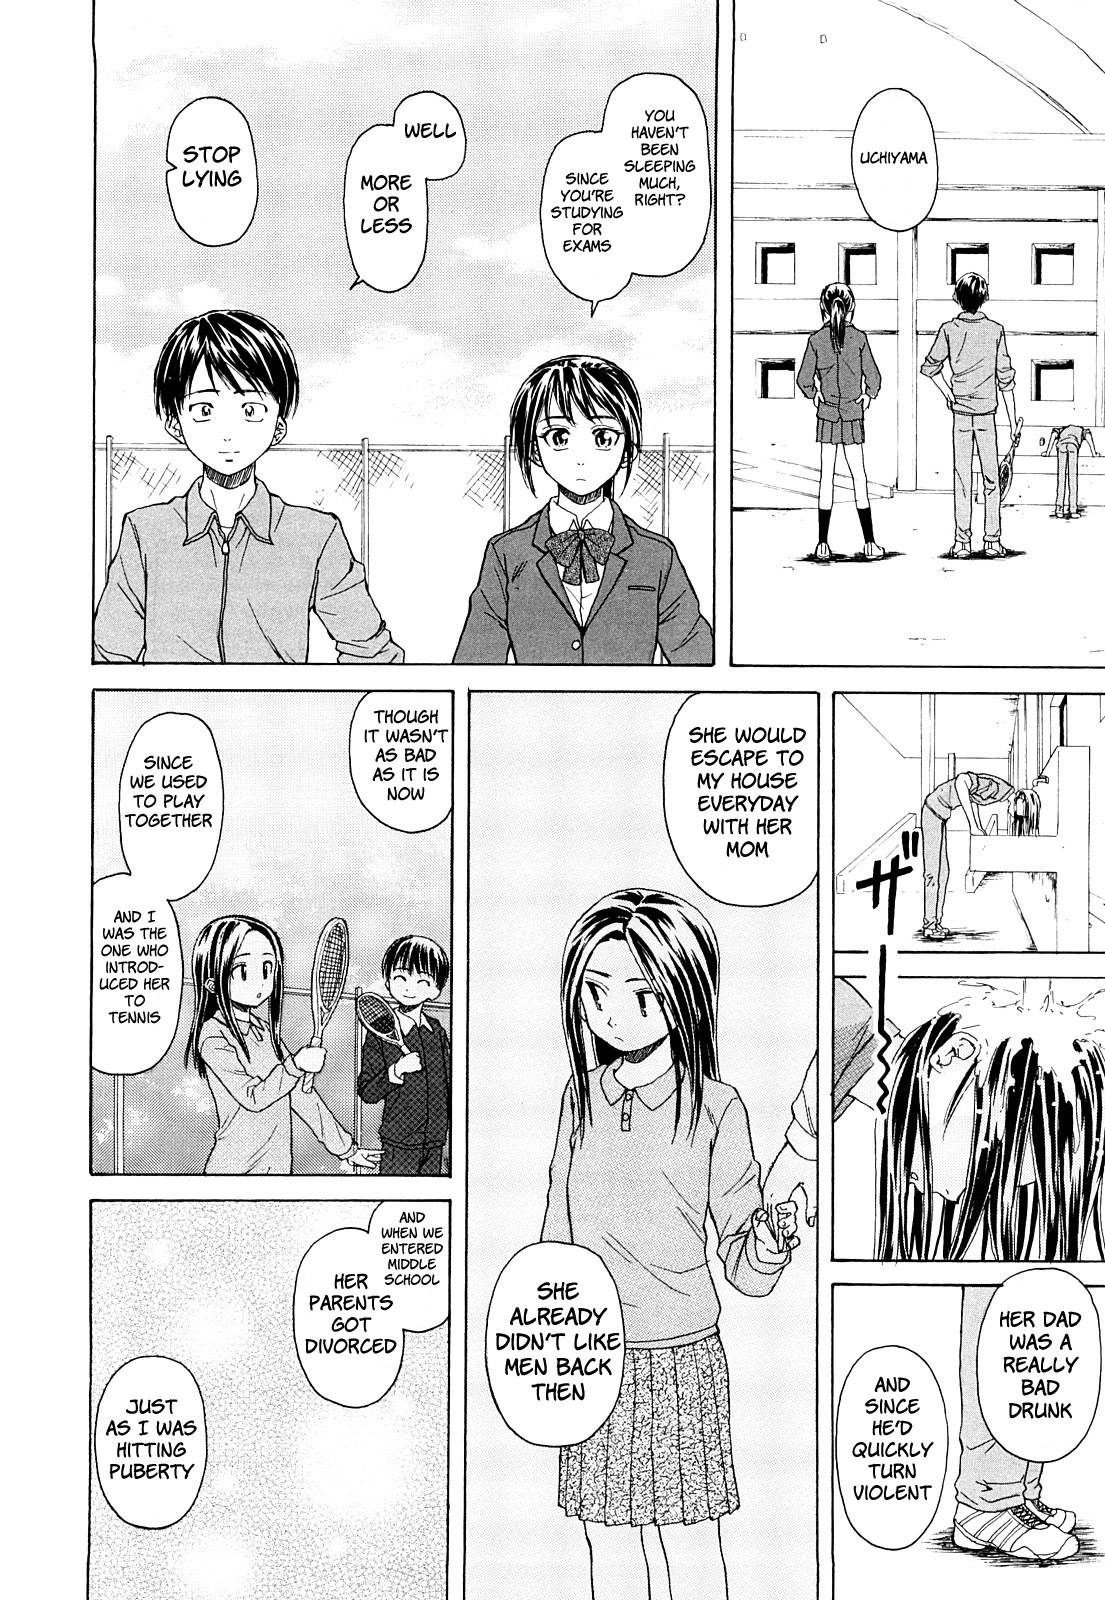 UCHIYAMA
YOU
HAVEN'T
BEEN
SLEEPING
MUCH,
RIGHT?
SINCE
YOU'RE
STUDYING
FOR
EXAMS
WELL
MORE
OR
LESS
STOP
LYING
ザー
HER DAD
WAS A
REALLY
BAD
DRUNK
AND
SINCE
HE'D
QUICKLY
TURN
VIOLENT
SHE WOULD
ESCAPE TO
MY HOUSE
EVERYDAY
WITH HER
MOM
SHE
ALREADY
DIDN'T LIKE
MEN BACK
THEN
THOUGH
IT WASN'T
AS BAD
AS IT IS
NOW
SINCE
WE USED
TO PLAY
TOGETHER
AND I
WAS THE
ONE WHO
INTROD-
UCED HER
TO
TENNIS
AND
WHEN WE
ENTERED
MIDDLE
SCHOOL
HER
PARENTS
GOT
DIVORCED
JUST
AS I WAS
HITTING
PUBERTY